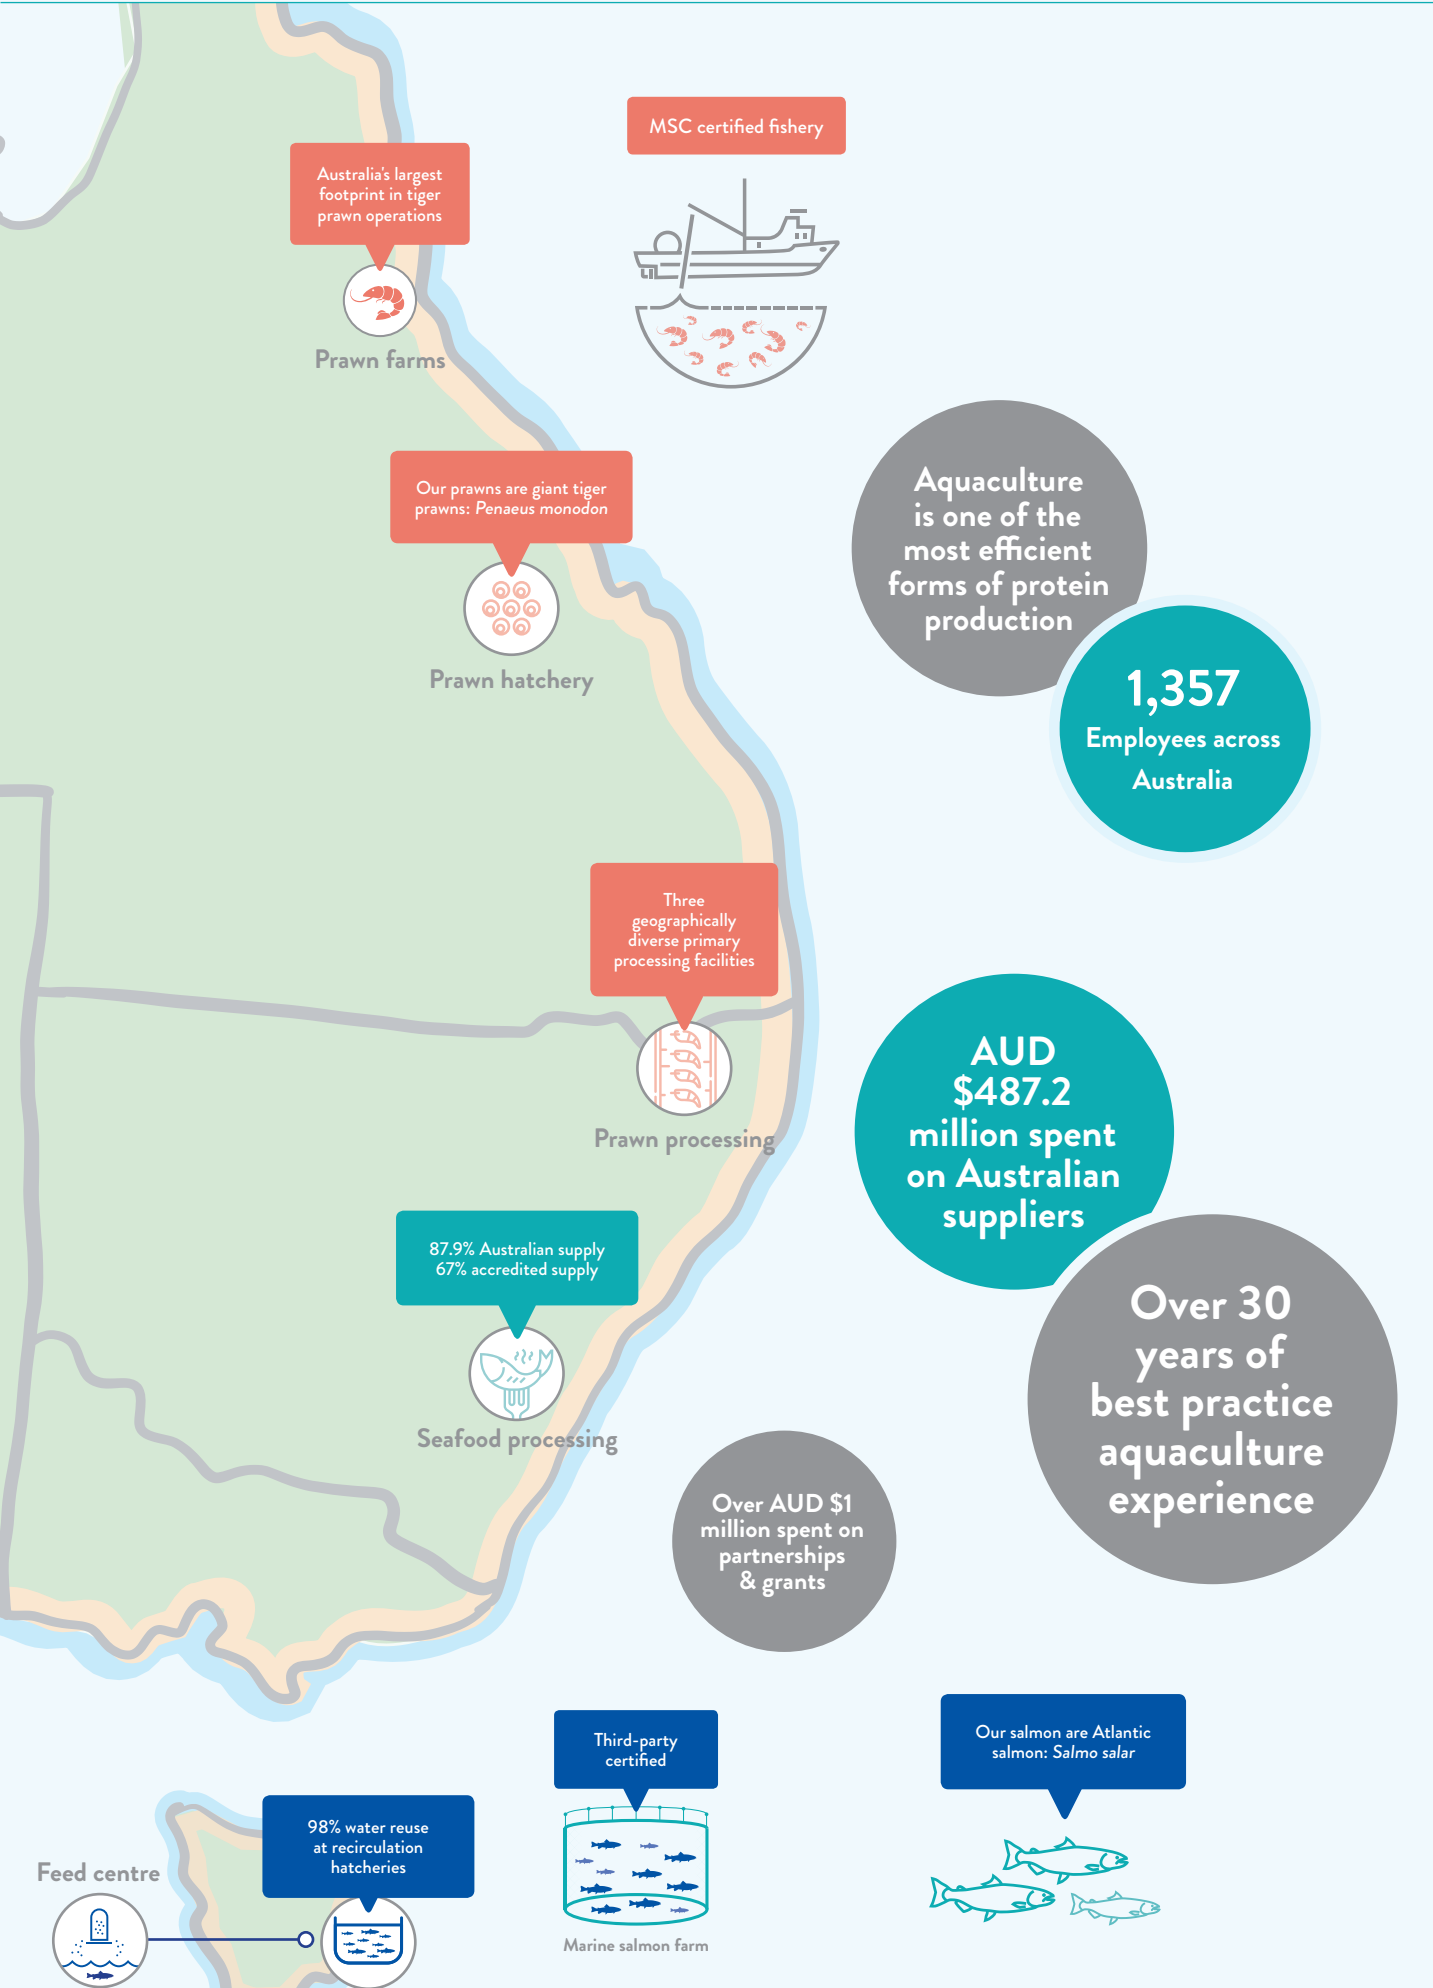 MSC certified fishery
Australia's largest
footprint in tiger
prawn operations
Prawn farms
Our prawns are giant tiger
prawns: Penaeus monodon
Prawn hatchery
Aquaculture
is one of the
most efficient
forms of protein
production
1,357
Employees across
Australia
Three
geographically
diverse primary
processing facilities
Prawn processing
AUD
$487.2
million spent
on Australian
suppliers
87.9% Australian supply
67% accredited supply
Seafood processing
Over 30
years of
best practice
aquaculture
experience
Over AUD $1
million spent on
partnerships
& grants
Third-party
certified
Marine salmon farm
Our salmon are Atlantic
salmon: Salmo salar
98% water reuse
at recirculation
hatcheries
Feed centre